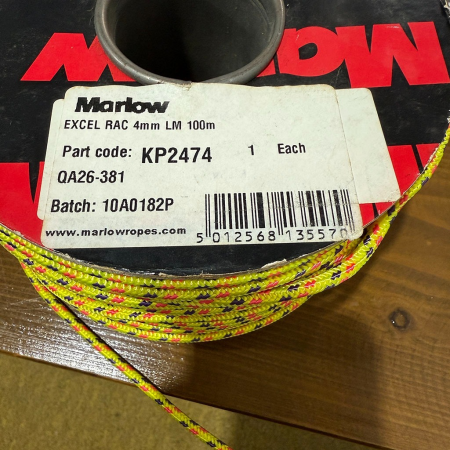 Marlow
Marlow
EXCEL RAC 4mm LM 100m
Part code: KP2474 1 Each
QA26-381
Batch: 10A0182P
www.marlowropes.com
5 012568 135570